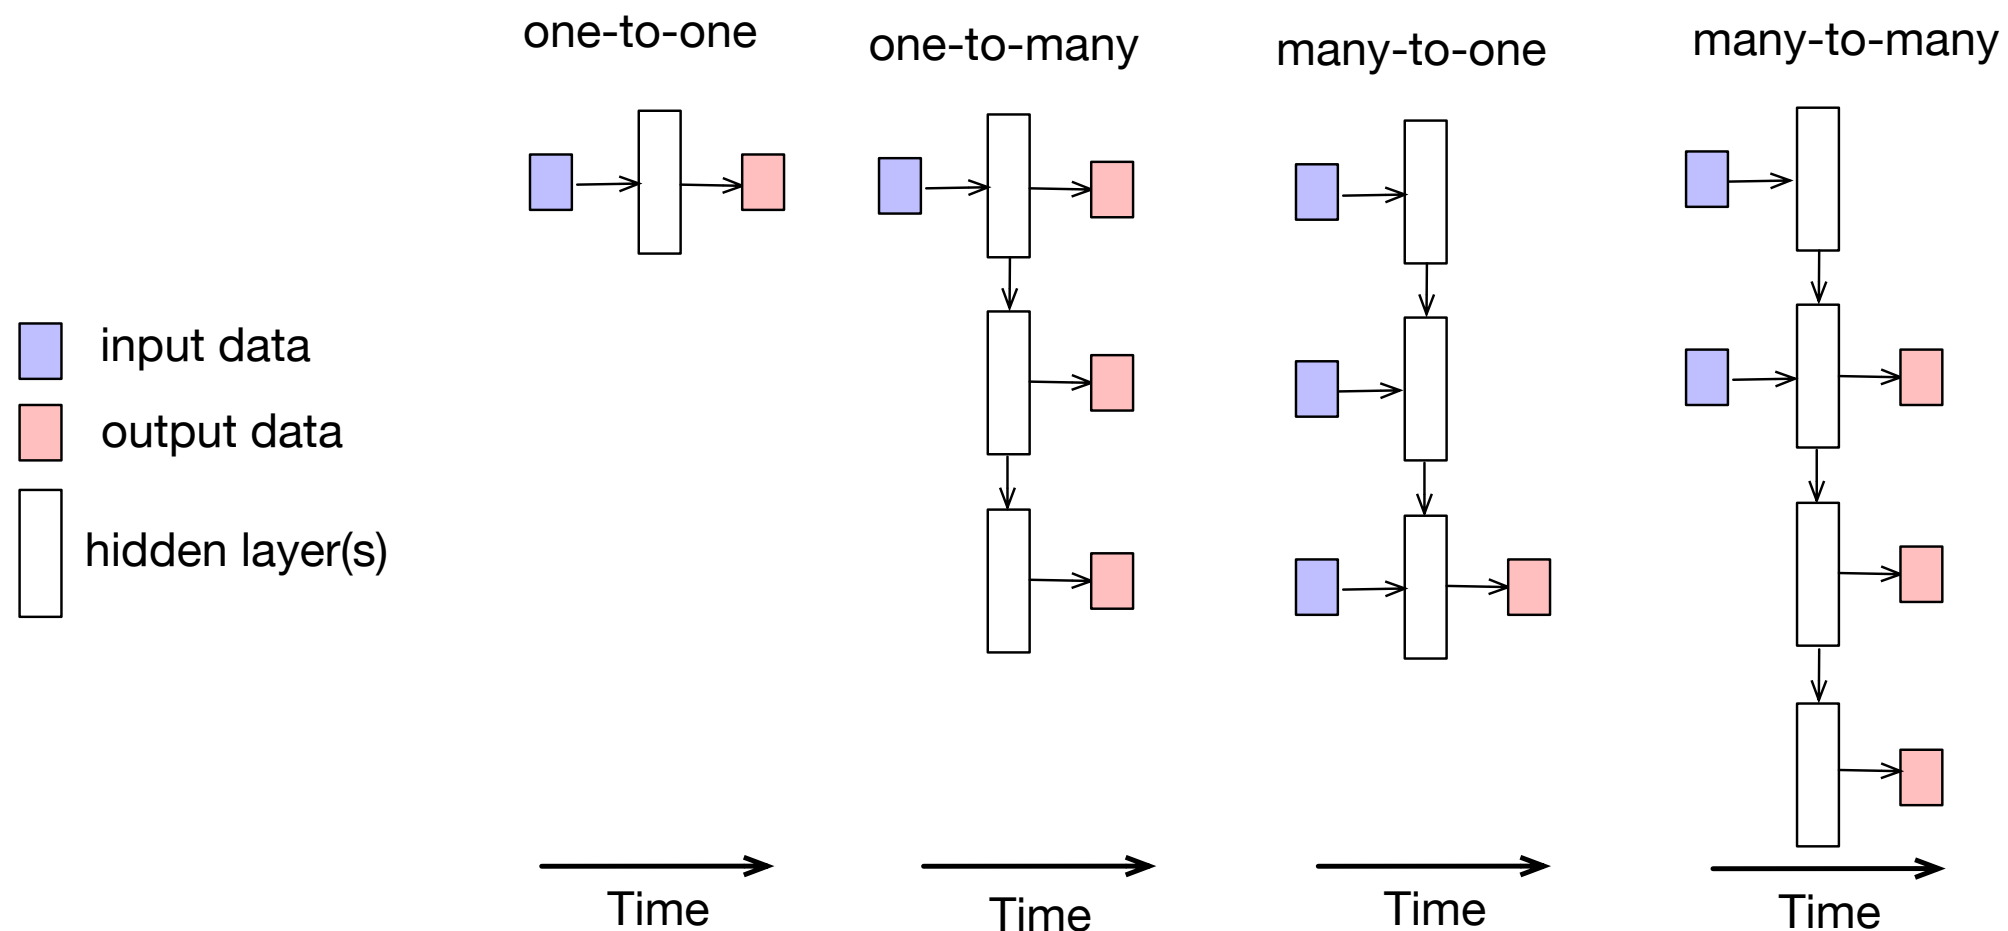 one-to-one
one-to-many
many-to-one
many-to-many
input data
output data
hidden layer(s)
Time
Time
Time
Time